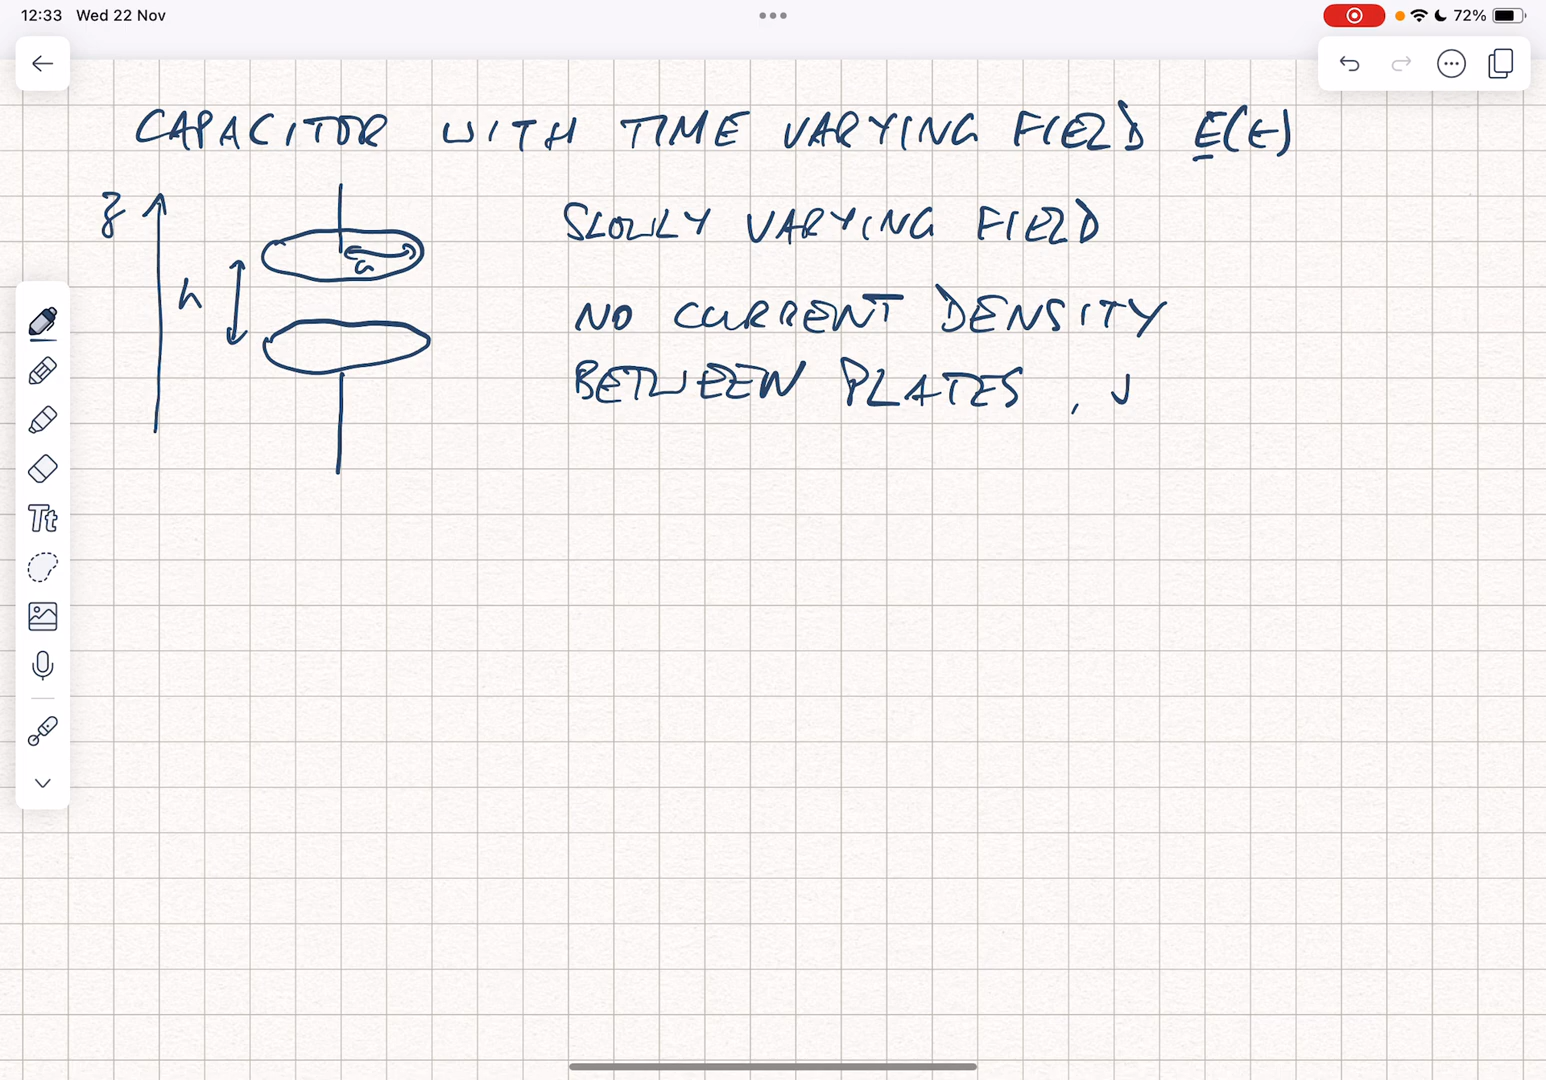 12:33 Wed 22 Nov
72%
CAPACITOR WITH TIME VARYING FIELD E(t)
z
a
h
SLOWLY VARYING FIELD
NO CURRENT DENSITY
BETWEEN PLATES, J
Tt